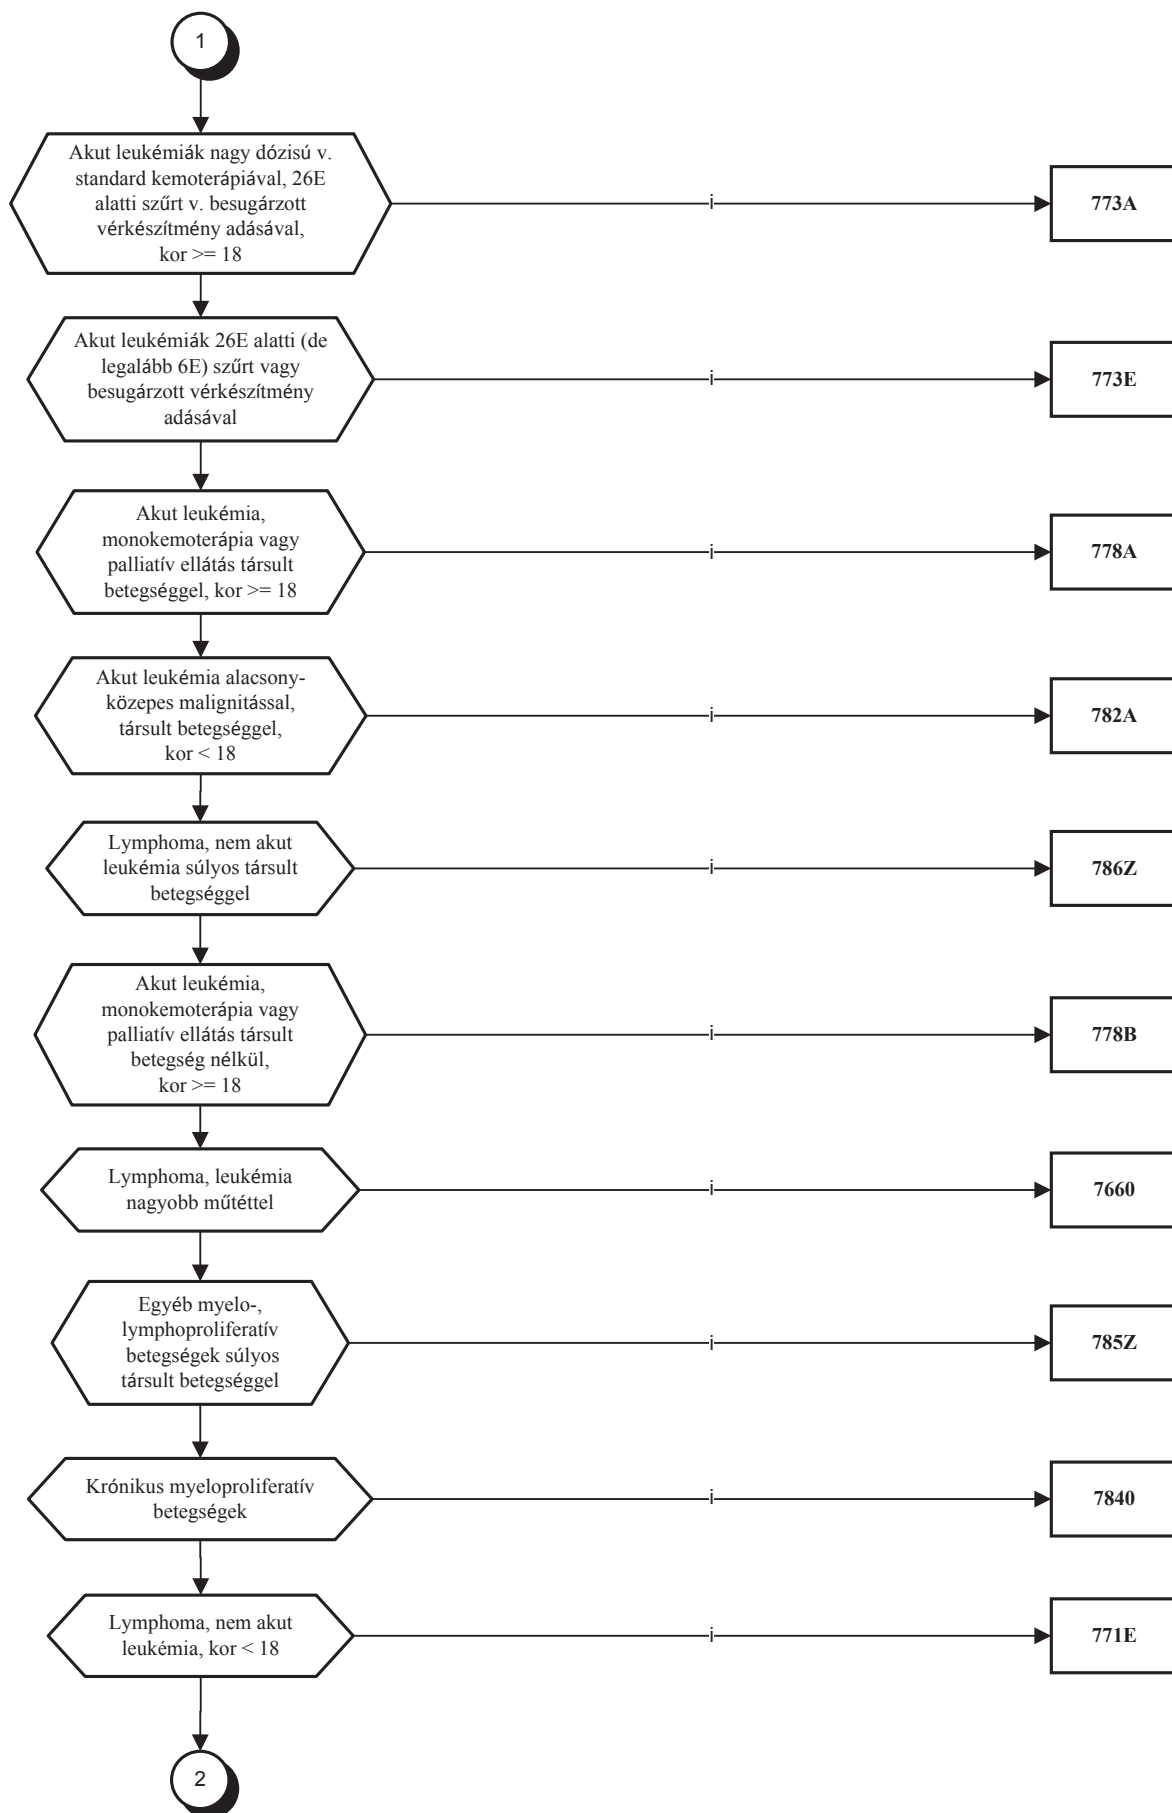 1
Akut leukémiák nagy dózisú v.
standard kemoterápiával, 26E
alatti szűrt v. besugárzott
vérkészítmény adásával,
kor >= 18
i
773A
Akut leukémiák 26E alatti (de
legalább 6E) szűrt vagy
besugárzott vérkészítmény
adásával
i
773E
Akut leukémia,
monokemoterápia vagy
palliatív ellátás társult
betegséggel, kor >= 18
i
778A
Akut leukémia alacsony-
közepes malignitással,
társult betegséggel,
kor < 18
i
782A
Lymphoma, nem akut
leukémia súlyos társult
betegséggel
i
786Z
Akut leukémia,
monokemoterápia vagy
palliatív ellátás társult
betegség nélkül,
kor >= 18
i
778B
Lymphoma, leukémia
nagyobb műtéttel
i
7660
Egyéb myelo-,
lymphoproliferatív
betegségek súlyos
társult betegséggel
i
785Z
Krónikus myeloproliferatív
betegségek
i
7840
Lymphoma, nem akut
leukémia, kor < 18
i
771E
2